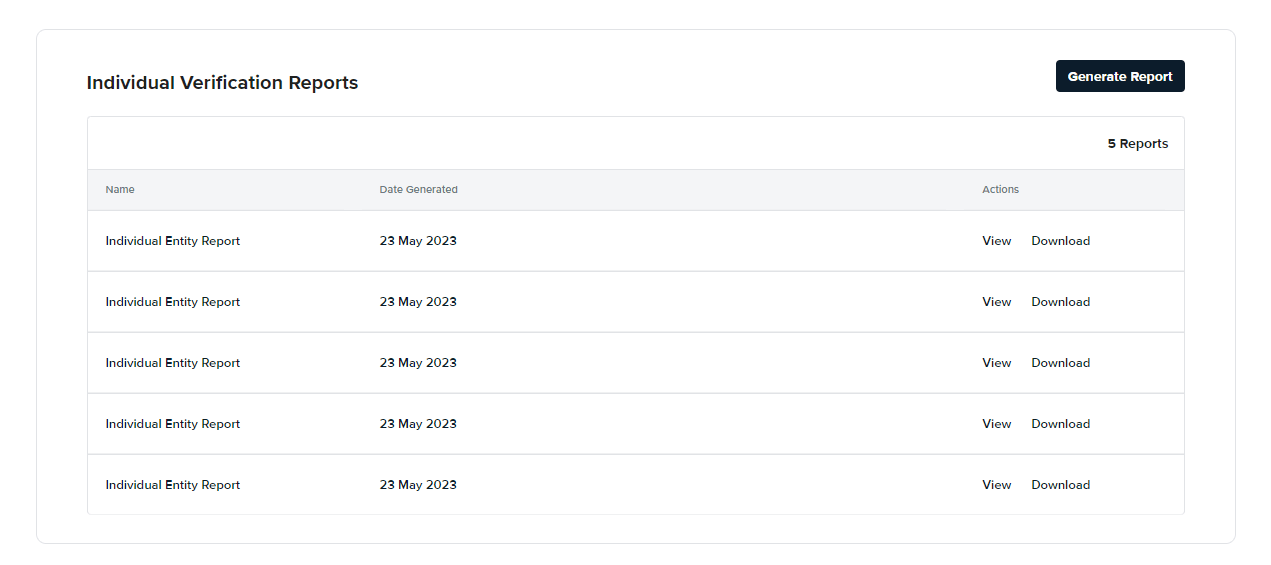 Individual Verification Reports
Generate Report
5 Reports
Name Date Generated Actions
Individual Entity Report 23 May 2023 View Download
Individual Entity Report 23 May 2023 View Download
Individual Entity Report 23 May 2023 View Download
Individual Entity Report 23 May 2023 View Download
Individual Entity Report 23 May 2023 View Download